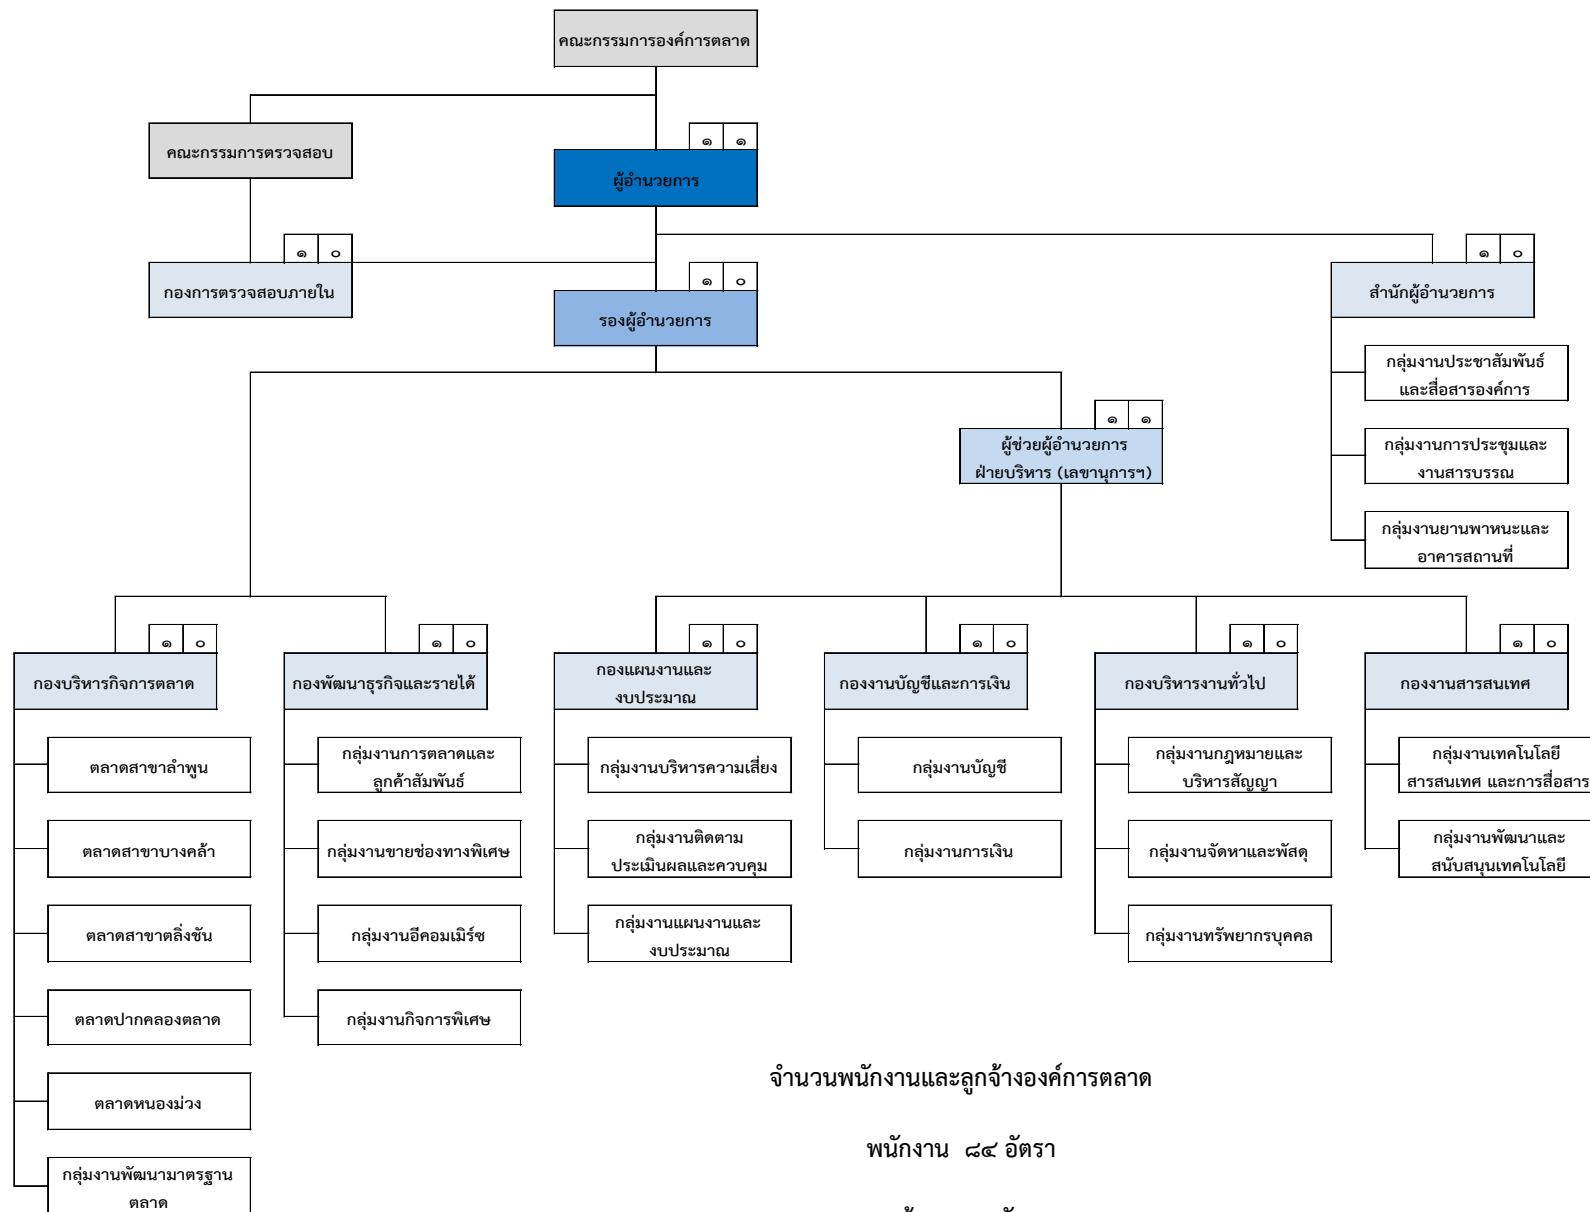 คณะกรรมการองค์การตลาด
คณะกรรมการตรวจสอบ
๑ ๑
ผู้อำนวยการ
๑ ๐
กองการตรวจสอบภายใน
๑ ๐
รองผู้อำนวยการ
๑ ๐
สำนักผู้อำนวยการ
กลุ่มงานประชาสัมพันธ์
และสื่อสารองค์การ
กลุ่มงานการประชุมและ
งานสารบรรณ
กลุ่มงานยานพาหนะและ
อาคารสถานที่
๑ ๑
ผู้ช่วยผู้อำนวยการ
ฝ่ายบริหาร (เลขานุการฯ)
๑ ๐
กองบริหารกิจการตลาด
ตลาดสาขาลำพูน
ตลาดสาขาบางคล้า
ตลาดสาขาตลิ่งชัน
ตลาดปากคลองตลาด
ตลาดหนองม่วง
กลุ่มงานพัฒนามาตรฐาน
ตลาด
๑ ๐
กองพัฒนาธุรกิจและรายได้
กลุ่มงานการตลาดและ
ลูกค้าสัมพันธ์
กลุ่มงานขายช่องทางพิเศษ
กลุ่มงานอีคอมเมิร์ซ
กลุ่มงานกิจการพิเศษ
๑ ๐
กองแผนงานและ
งบประมาณ
กลุ่มงานบริหารความเสี่ยง
กลุ่มงานติดตาม
ประเมินผลและควบคุม
กลุ่มงานแผนงานและ
งบประมาณ
๑ ๐
กองงานบัญชีและการเงิน
กลุ่มงานบัญชี
กลุ่มงานการเงิน
๑ ๐
กองบริหารงานทั่วไป
กลุ่มงานกฎหมายและ
บริหารสัญญา
กลุ่มงานจัดหาและพัสดุ
กลุ่มงานทรัพยากรบุคคล
๑ ๐
กองงานสารสนเทศ
กลุ่มงานเทคโนโลยี
สารสนเทศ และการสื่อสาร
กลุ่มงานพัฒนาและ
สนับสนุนเทคโนโลยี
จำนวนพนักงานและลูกจ้างองค์การตลาด
พนักงาน ๘๔ อัตรา